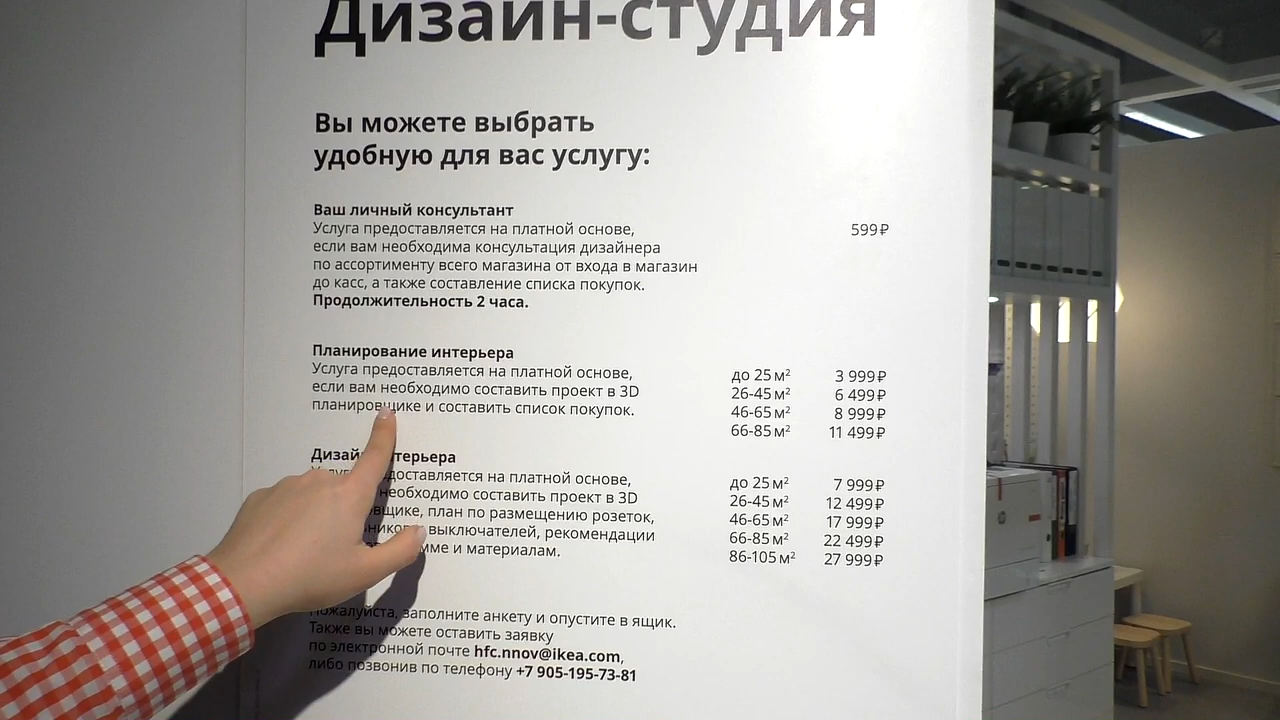 Дизайн-студия
Вы можете выбрать
удобную для вас услугу:
Ваш личный консультант
Услуга предоставляется на платной основе, 599 ₽
если вам необходима консультация дизайнера
по ассортименту всего магазина от входа в магазин
до касс, а также составление списка покупок.
Продолжительность 2 часа.
Планирование интерьера
Услуга предоставляется на платной основе, до 25 м² 3 999 ₽
если вам необходимо составить проект в 3D 26-45 м² 6 499 ₽
планировщике и составить список покупок. 46-65 м² 8 999 ₽
66-85 м² 11 499 ₽
Дизайн интерьера
Услуга предоставляется на платной основе, до 25 м² 7 999 ₽
необходимо составить проект в 3D 26-45 м² 12 499 ₽
план по размещению розеток, 46-65 м² 17 999 ₽
выключателей, рекомендации 66-85 м² 22 499 ₽
и материалам. 86-105 м² 27 999 ₽
Пожалуйста, заполните анкету и опустите в ящик.
Также вы можете оставить заявку
по электронной почте hfc.nnov@ikea.com,
либо позвонив по телефону +7 905-195-73-81